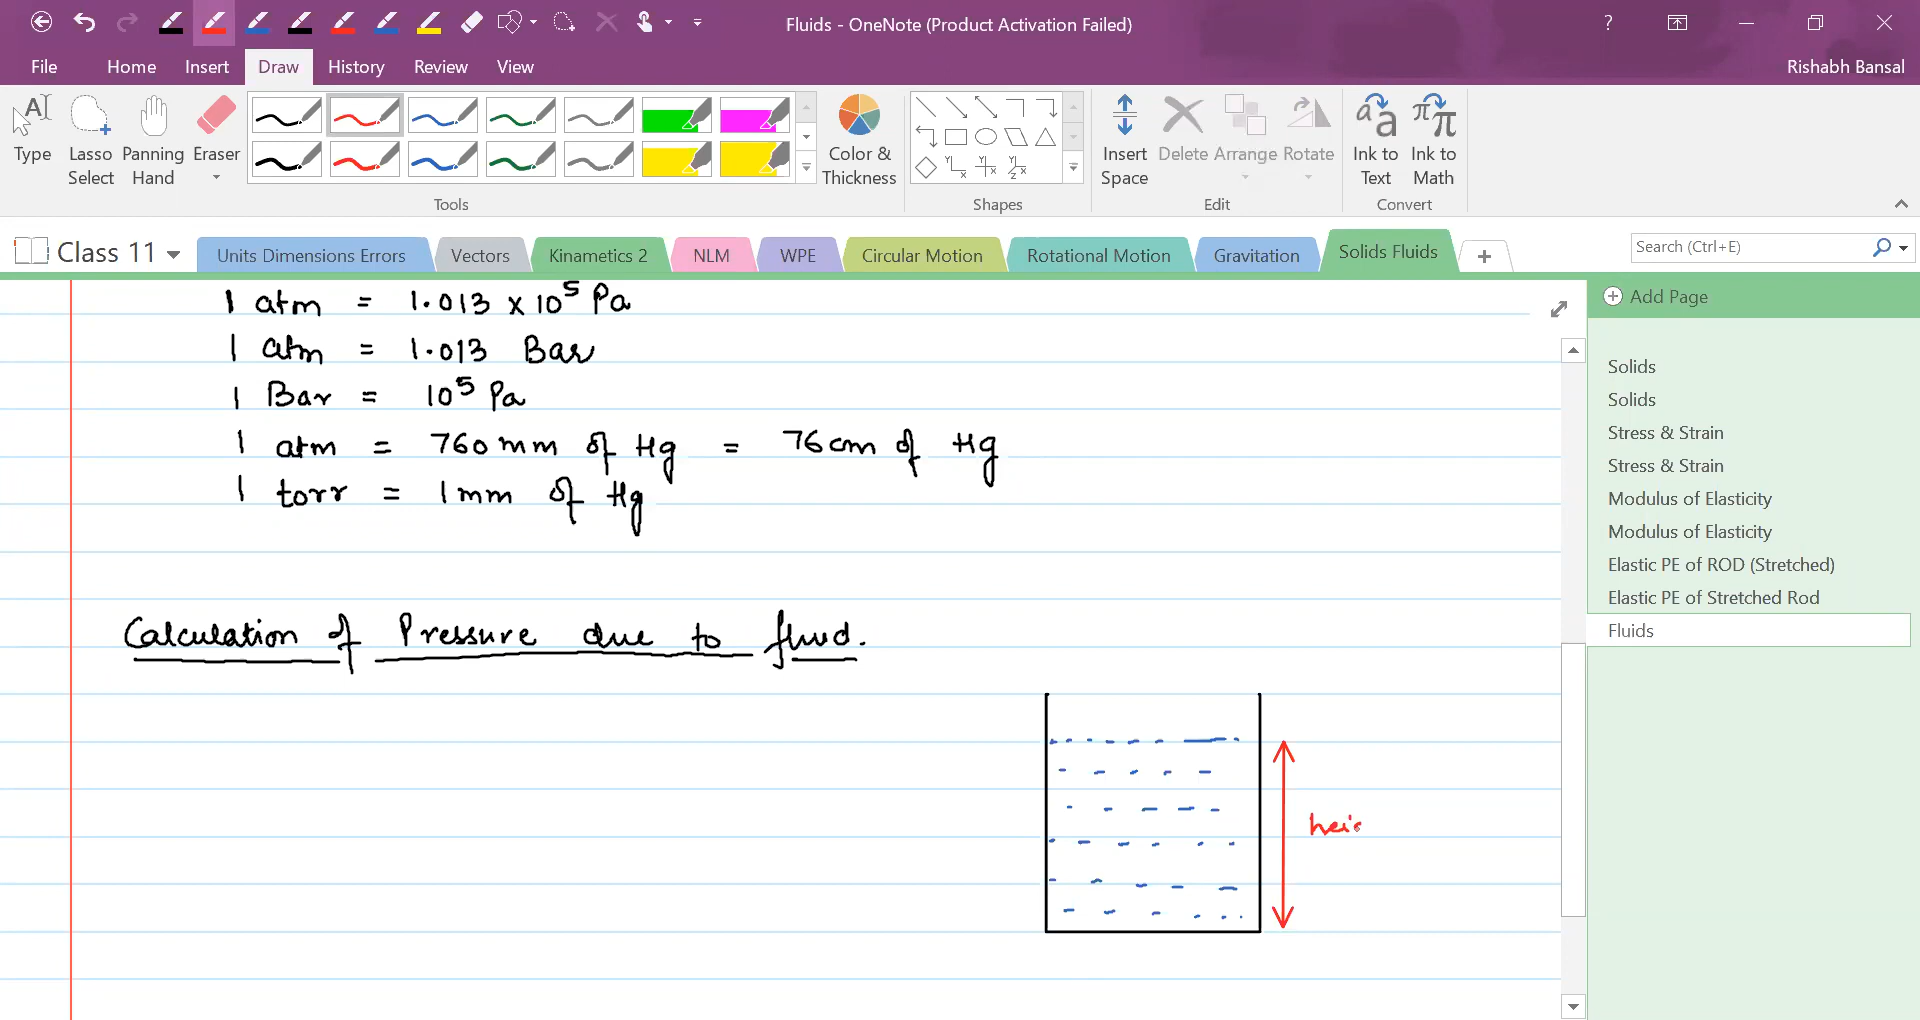 Fluids - OneNote (Product Activation Failed)
?
File Home Insert Draw History Review View
Rishabh Bansal
Type
Lasso Select
Panning Hand
Eraser
Color & Thickness
Insert Space
Delete
Arrange
Rotate
Ink to Text
Ink to Math
Tools
Shapes
Edit
Convert
Class 11
Units Dimensions Errors
Vectors
Kinametics 2
NLM
WPE
Circular Motion
Rotational Motion
Gravitation
Solids Fluids
Search (Ctrl+E)
Add Page
Solids
Solids
Stress & Strain
Stress & Strain
Modulus of Elasticity
Modulus of Elasticity
Elastic PE of ROD (Stretched)
Elastic PE of Stretched Rod
Fluids
1 atm = 1.013 x 10⁵ Pa
1 atm = 1.013 Bar
1 Bar = 10⁵ Pa
1 atm = 760 mm of Hg = 76 cm of Hg
1 torr = 1 mm of Hg
Calculation of Pressure due to fluid.